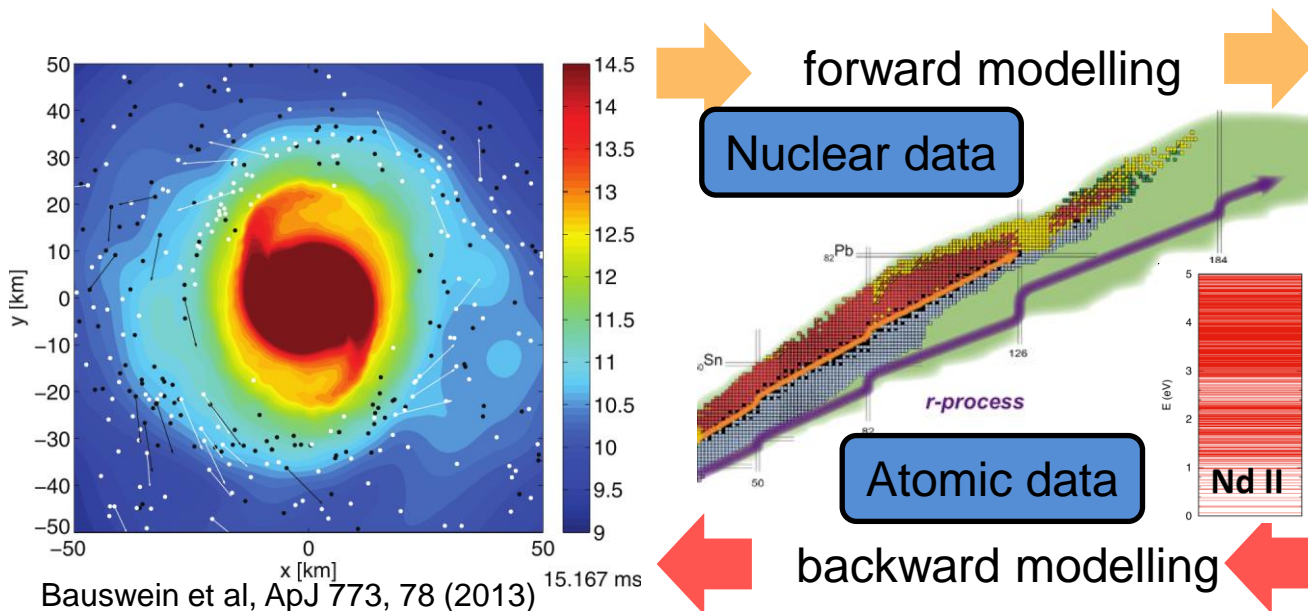 50
40
30
20
10
0
−10
−20
−30
−40
−50
y [km]
−50
0
50
x [km]
14.5
14
13.5
13
12.5
12
11.5
11
10.5
10
9.5
9
15.167 ms
Bauswein et al, ApJ 773, 78 (2013)
forward modelling
Nuclear data
82Pb
Sn
184
126
r-process
82
50
Atomic data
5
4
3
2
1
0
E (eV)
Nd II
backward modelling